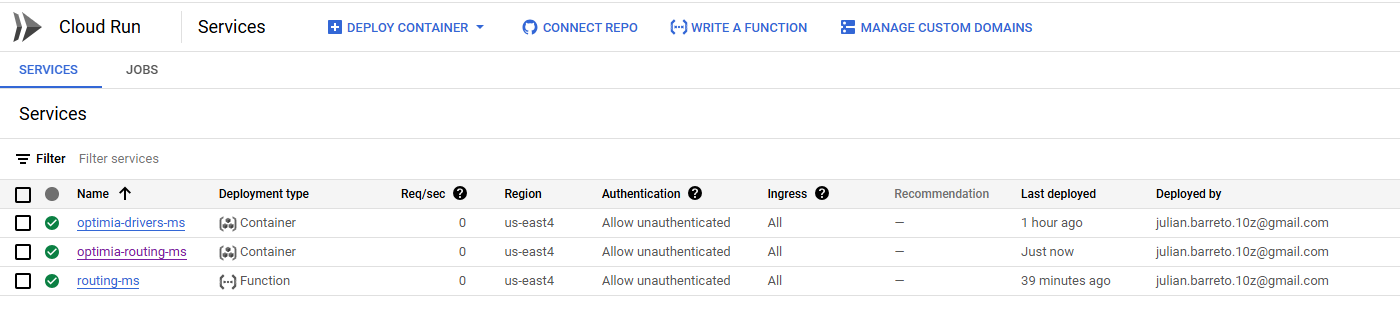 Cloud Run Services DEPLOY CONTAINER CONNECT REPO WRITE A FUNCTION MANAGE CUSTOM DOMAINS
SERVICES JOBS
Services
Filter Filter services
Name Deployment type Req/sec ? Region Authentication ? Ingress ? Recommendation Last deployed Deployed by
optimia-drivers-ms Container 0 us-east4 Allow unauthenticated All — 1 hour ago julian.barreto.10z@gmail.com
optimia-routing-ms Container 0 us-east4 Allow unauthenticated All — Just now julian.barreto.10z@gmail.com
routing-ms Function 0 us-east4 Allow unauthenticated All — 39 minutes ago julian.barreto.10z@gmail.com